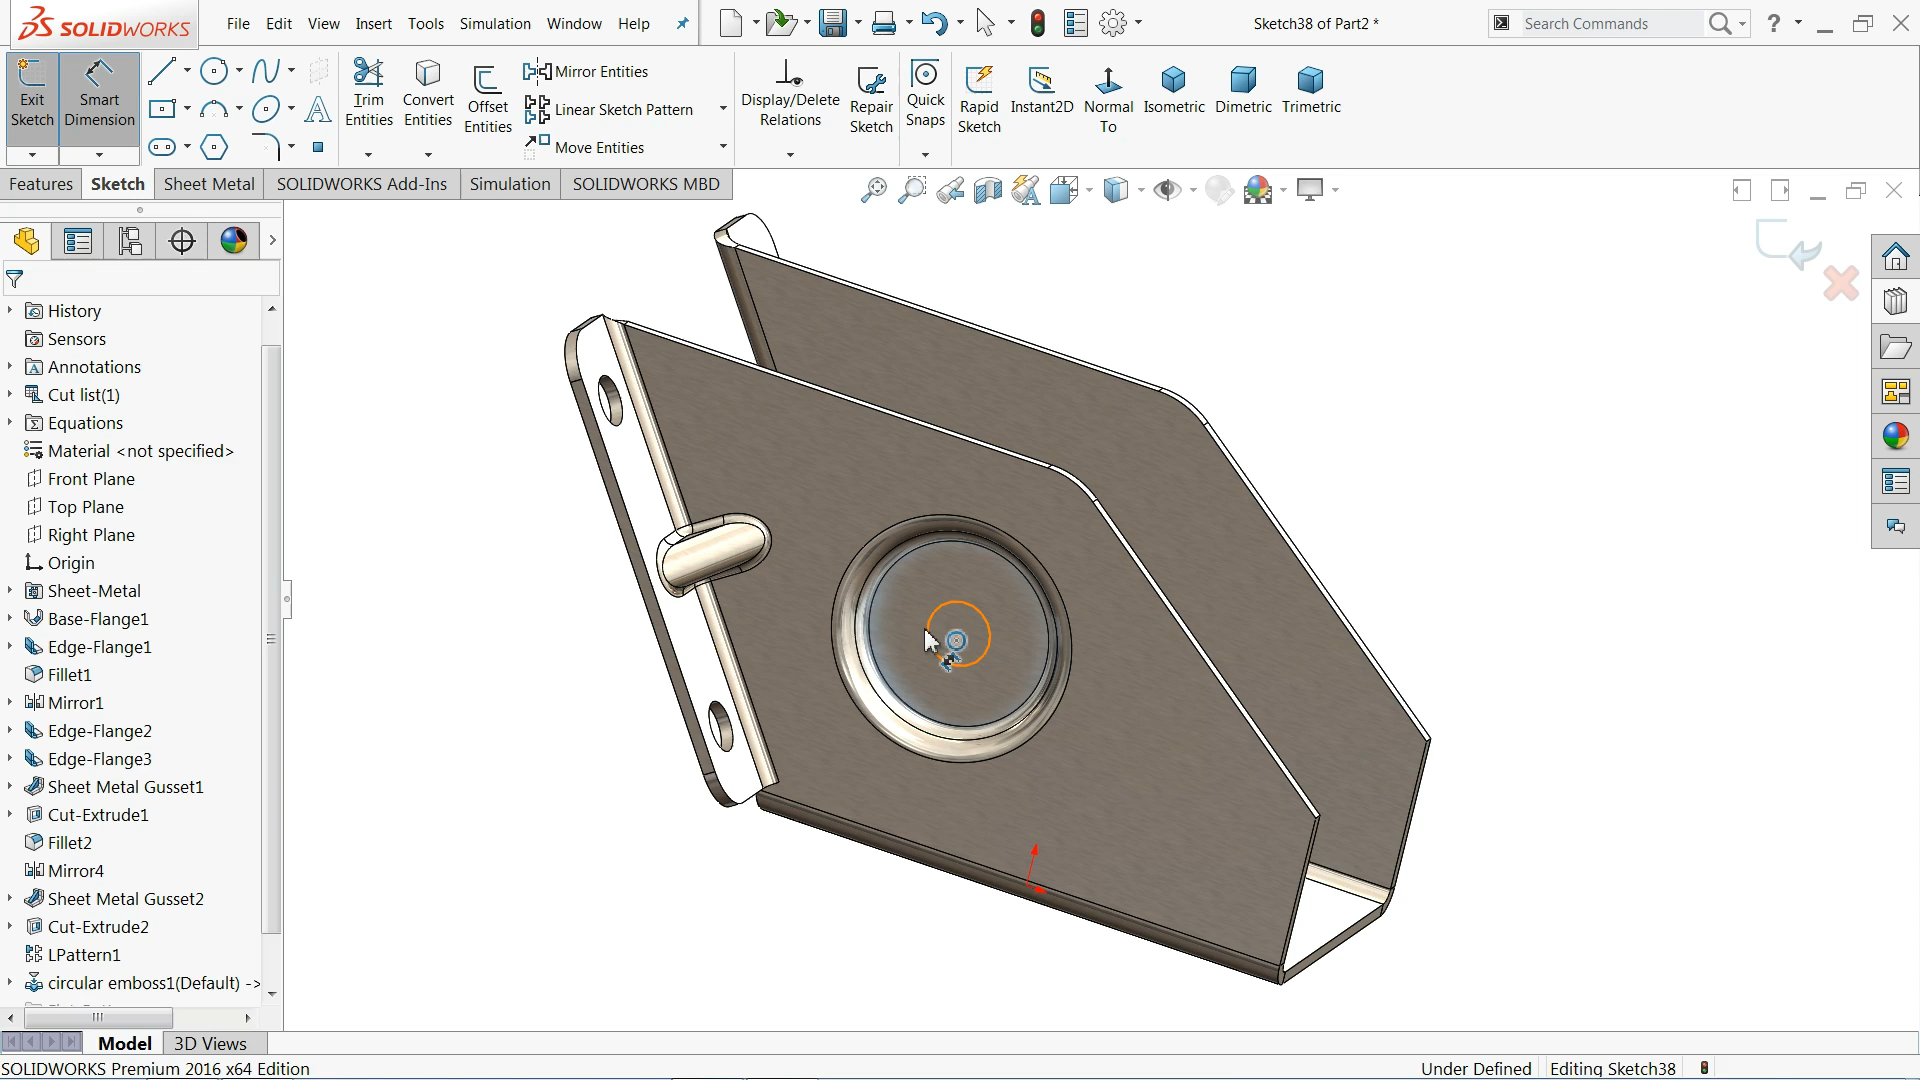 SOLIDWORKS
File Edit View Insert Tools Simulation Window Help
Sketch38 of Part2 *
Search Commands
Exit Sketch
Smart Dimension
Trim Entities
Convert Entities
Offset Entities
Mirror Entities
Linear Sketch Pattern
Move Entities
Display/Delete Relations
Repair Sketch
Quick Snaps
Rapid Sketch
Instant2D
Normal To
Isometric
Dimetric
Trimetric
Features Sketch Sheet Metal SOLIDWORKS Add-Ins Simulation SOLIDWORKS MBD
History
Sensors
Annotations
Cut list(1)
Equations
Material <not specified>
Front Plane
Top Plane
Right Plane
Origin
Sheet-Metal
Base-Flange1
Edge-Flange1
Fillet1
Mirror1
Edge-Flange2
Edge-Flange3
Sheet Metal Gusset1
Cut-Extrude1
Fillet2
Mirror4
Sheet Metal Gusset2
Cut-Extrude2
LPattern1
circular emboss1(Default) ->
Model 3D Views
SOLIDWORKS Premium 2016 x64 Edition
Under Defined Editing Sketch38